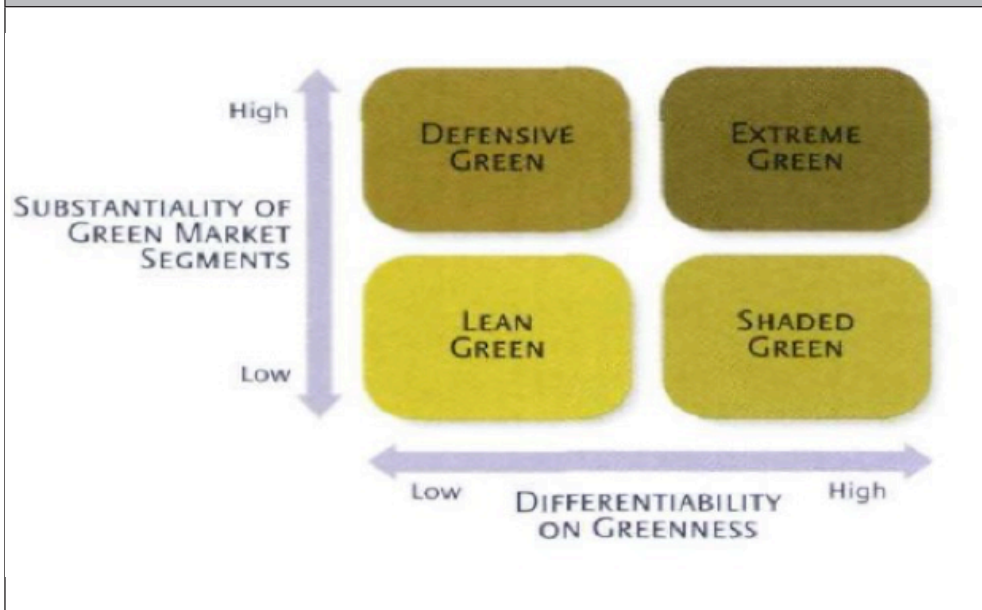 High
DEFENSIVE
GREEN
EXTREME
GREEN
SUBSTANTIALITY OF
GREEN MARKET
SEGMENTS
LEAN
GREEN
SHADED
GREEN
Low
Low
High
DIFFERENTIABILITY
ON GREENNESS